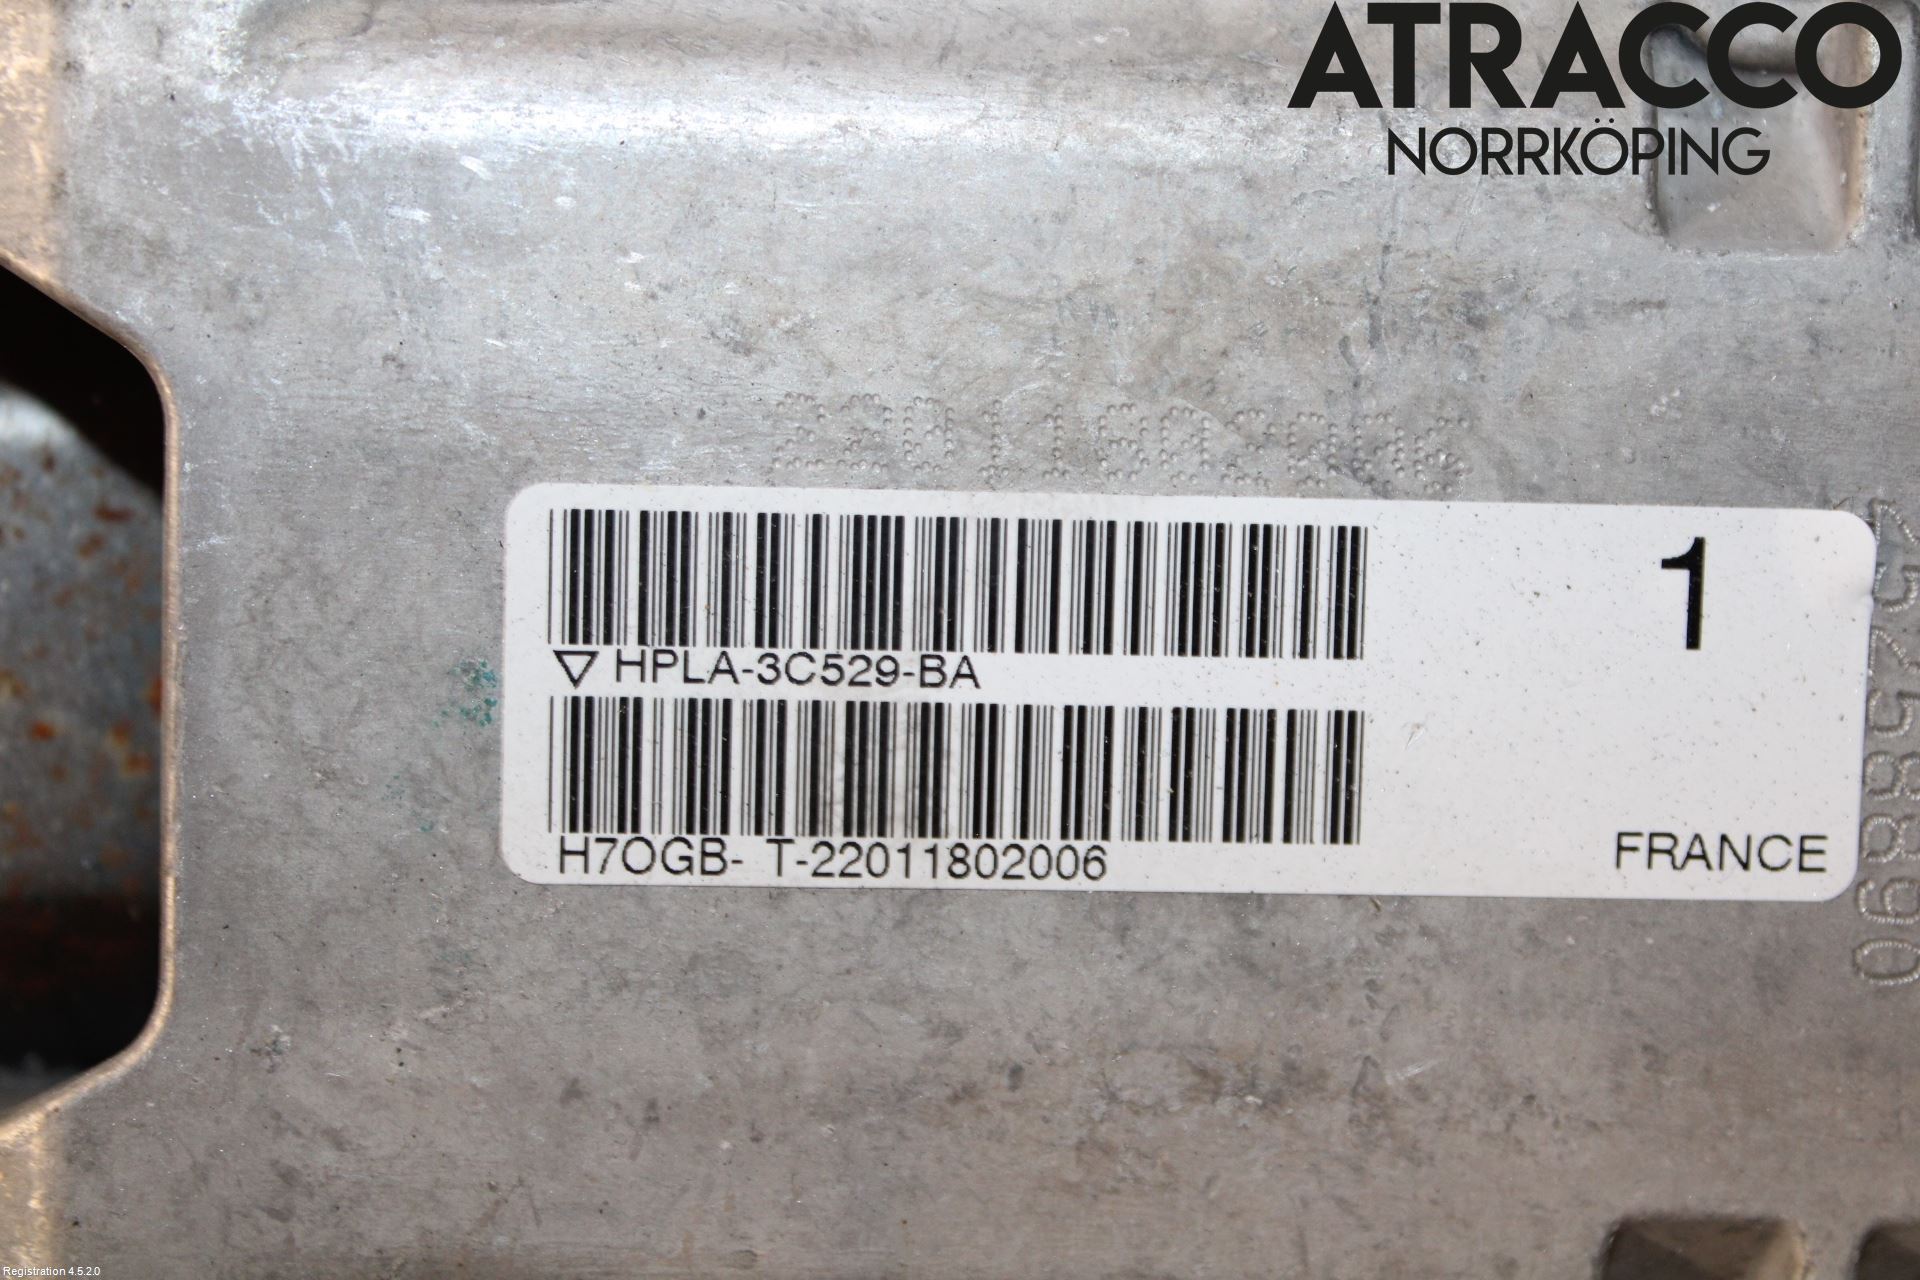 ATRACCO
NORRKÖPING
1
▽ HPLA-3C529-BA
H7OGB- T-22011802006
FRANCE
Registration 4.5.2.0